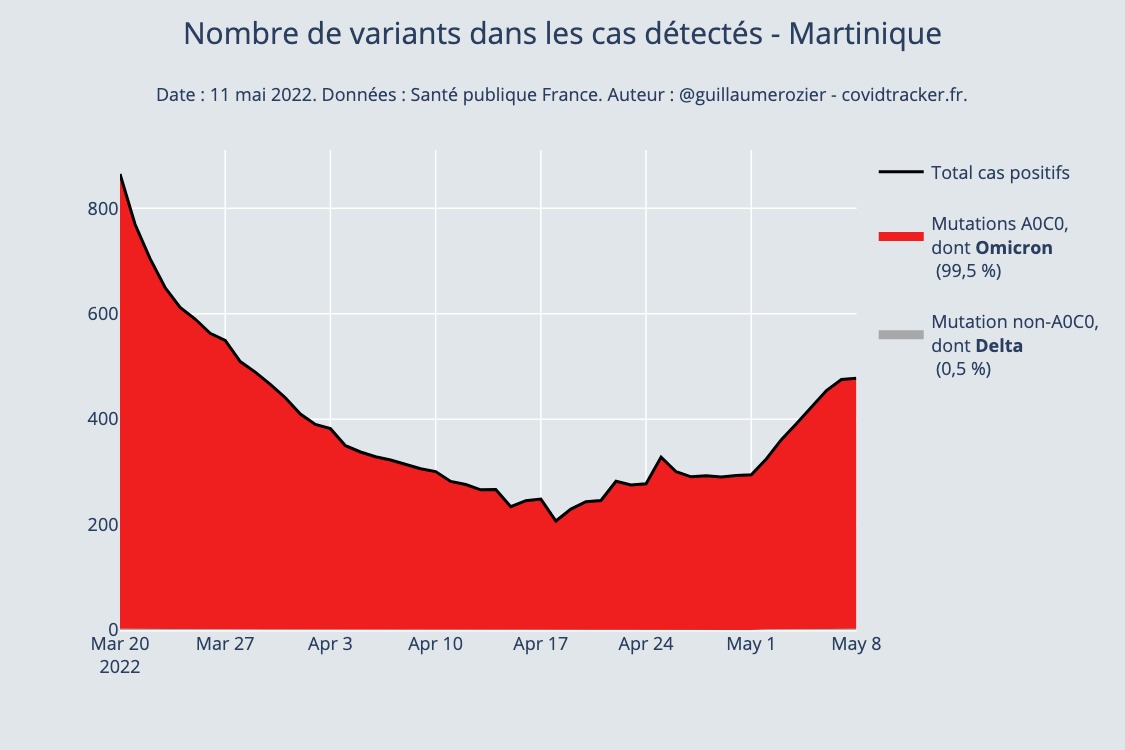 Nombre de variants dans les cas détectés - Martinique
Date : 11 mai 2022. Données : Santé publique France. Auteur : @guillaumerozier - covidtracker.fr.
Total cas positifs
Mutations A0C0,
dont Omicron
(99,5 %)
Mutation non-A0C0,
dont Delta
(0,5 %)
800
600
400
200
0
Mar 20
2022
Mar 27
Apr 3
Apr 10
Apr 17
Apr 24
May 1
May 8